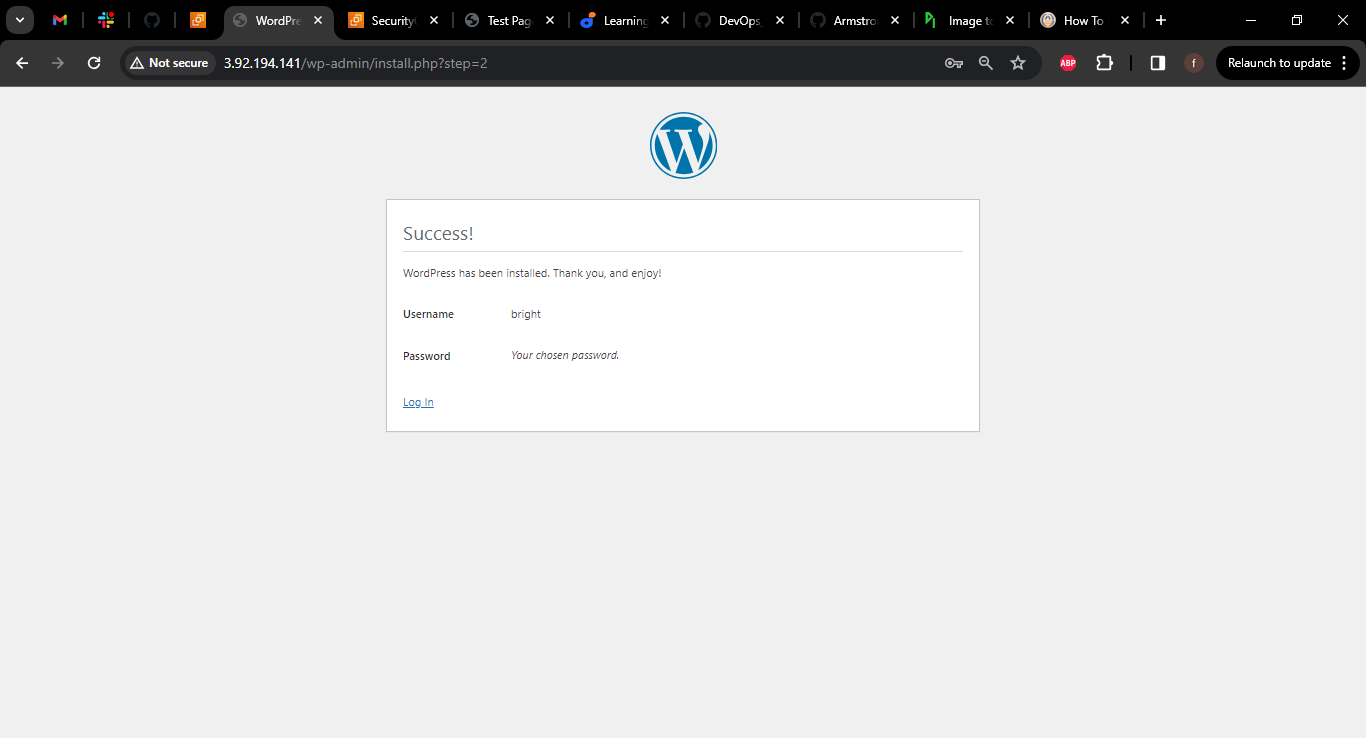 WordPre
Security
Test Pag
Learning
DevOps_
Armstro
Image to
How To
Not secure
3.92.194.141/wp-admin/install.php?step=2
ABP
f
Relaunch to update
W
Success!
WordPress has been installed. Thank you, and enjoy!
Username bright
Password Your chosen password.
Log In